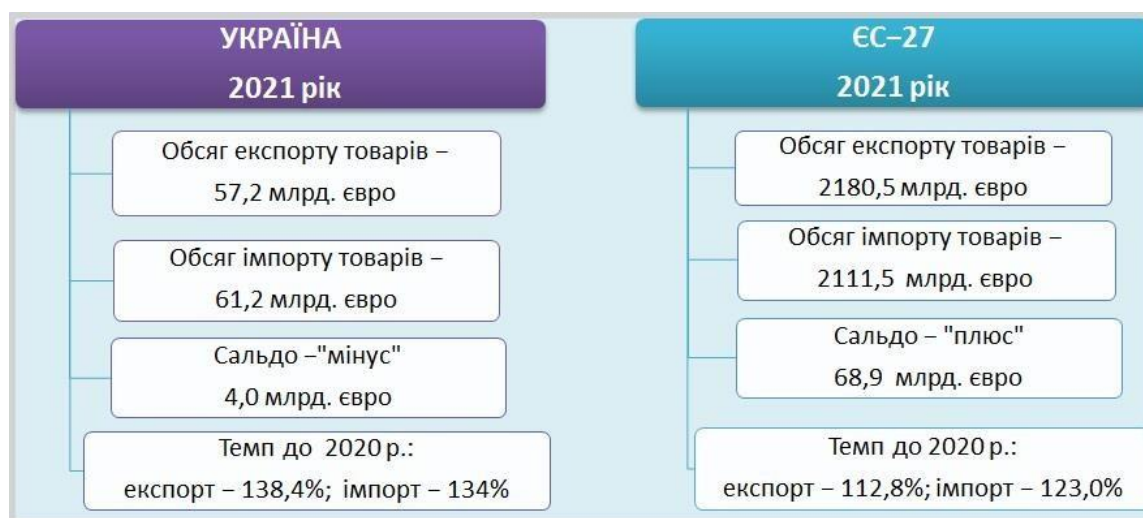 УКРАЇНА
2021 рік
Обсяг експорту товарів –
57,2 млрд. євро
Обсяг імпорту товарів –
61,2 млрд. євро
Сальдо –"мінус"
4,0 млрд. євро
Темп до 2020 р.:
експорт – 138,4%; імпорт – 134%
ЄС–27
2021 рік
Обсяг експорту товарів –
2180,5 млрд. євро
Обсяг імпорту товарів –
2111,5 млрд. євро
Сальдо – "плюс"
68,9 млрд. євро
Темп до 2020 р.:
експорт – 112,8%; імпорт – 123,0%